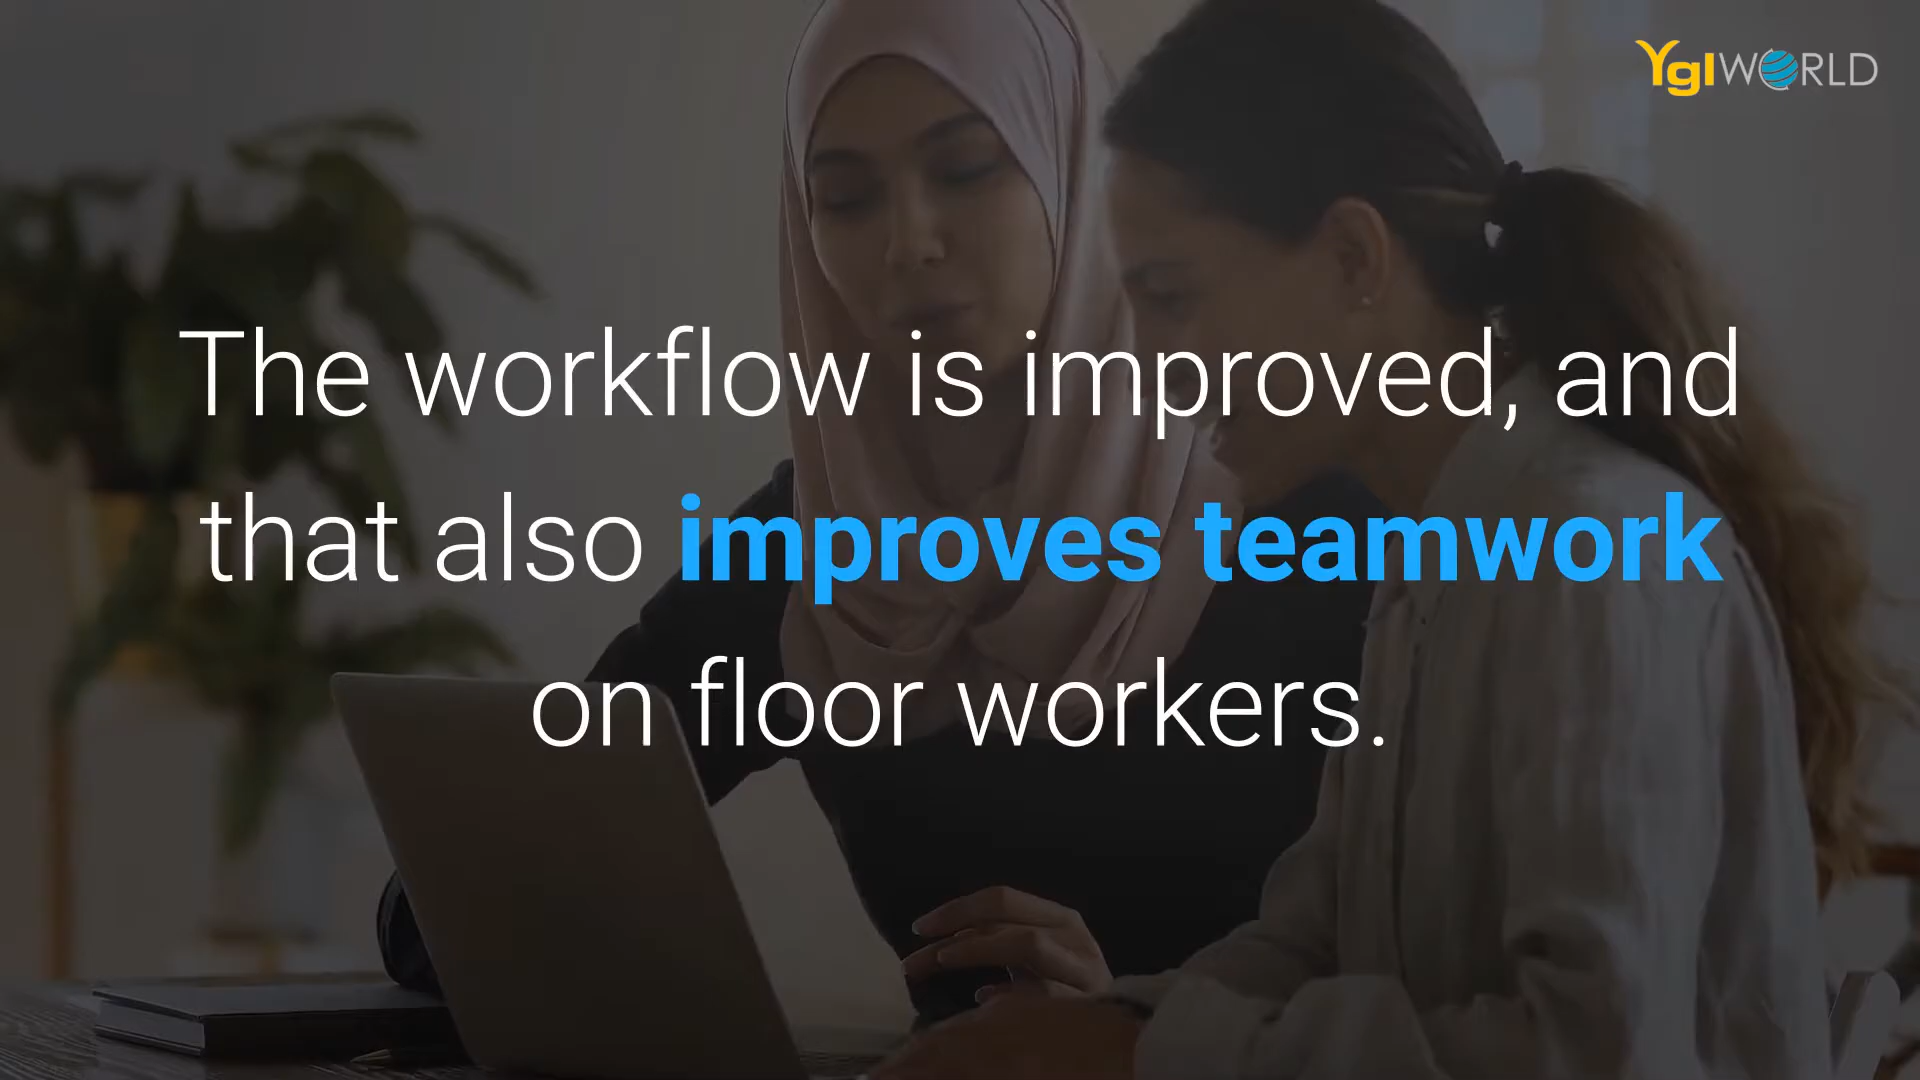 YgIWORLD
The workflow is improved, and
that also improves teamwork
on floor workers.